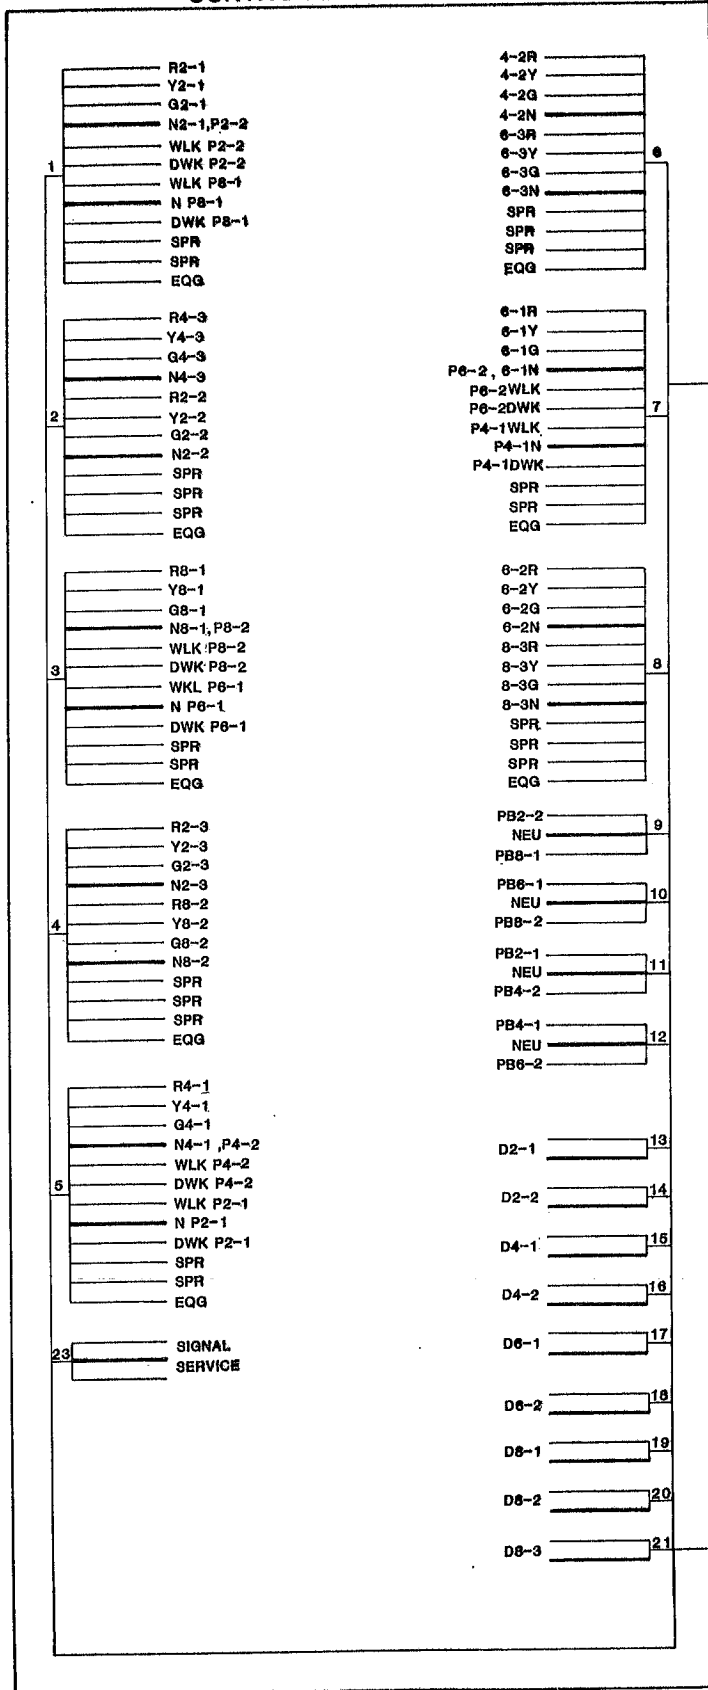 R2-1
Y2-1
G2-1
N2-1,P2-2
WLK P2-2
DWK P2-2
1
WLK P8-1
N P8-1
DWK P8-1
SPR
SPR
EQG
R4-3
Y4-3
G4-3
N4-3
R2-2
2
Y2-2
G2-2
N2-2
SPR
SPR
SPR
EQG
R8-1
Y8-1
G8-1
N8-1,P8-2
WLK P8-2
DWK P8-2
3
WKL P6-1
N P6-1
DWK P6-1
SPR
SPR
EQG
R2-3
Y2-3
G2-3
N2-3
R8-2
4
Y8-2
G8-2
N8-2
SPR
SPR
SPR
EQG
R4-1
Y4-1
G4-1
N4-1 ,P4-2
WLK P4-2
5
DWK P4-2
WLK P2-1
N P2-1
DWK P2-1
SPR
SPR
EQG
23
SIGNAL
SERVICE
4-2R
4-2Y
4-2G
4-2N
6-3R
6-3Y
6
6-3G
6-3N
SPR
SPR
SPR
EQG
6-1R
6-1Y
6-1G
P6-2, 6-1N
P6-2WLK
P6-2DWK
7
P4-1WLK
P4-1N
P4-1DWK
SPR
SPR
EQG
6-2R
6-2Y
6-2G
6-2N
8-3R
8-3Y
8
8-3G
8-3N
SPR
SPR
SPR
EQG
PB2-2
9
NEU
PB8-1
PB6-1
10
NEU
PB8-2
PB2-1
11
NEU
PB4-2
PB4-1
12
NEU
PB6-2
D2-1
13
D2-2
14
D4-1
15
D4-2
16
D6-1
17
D6-2
18
D8-1
19
D8-2
20
D8-3
21